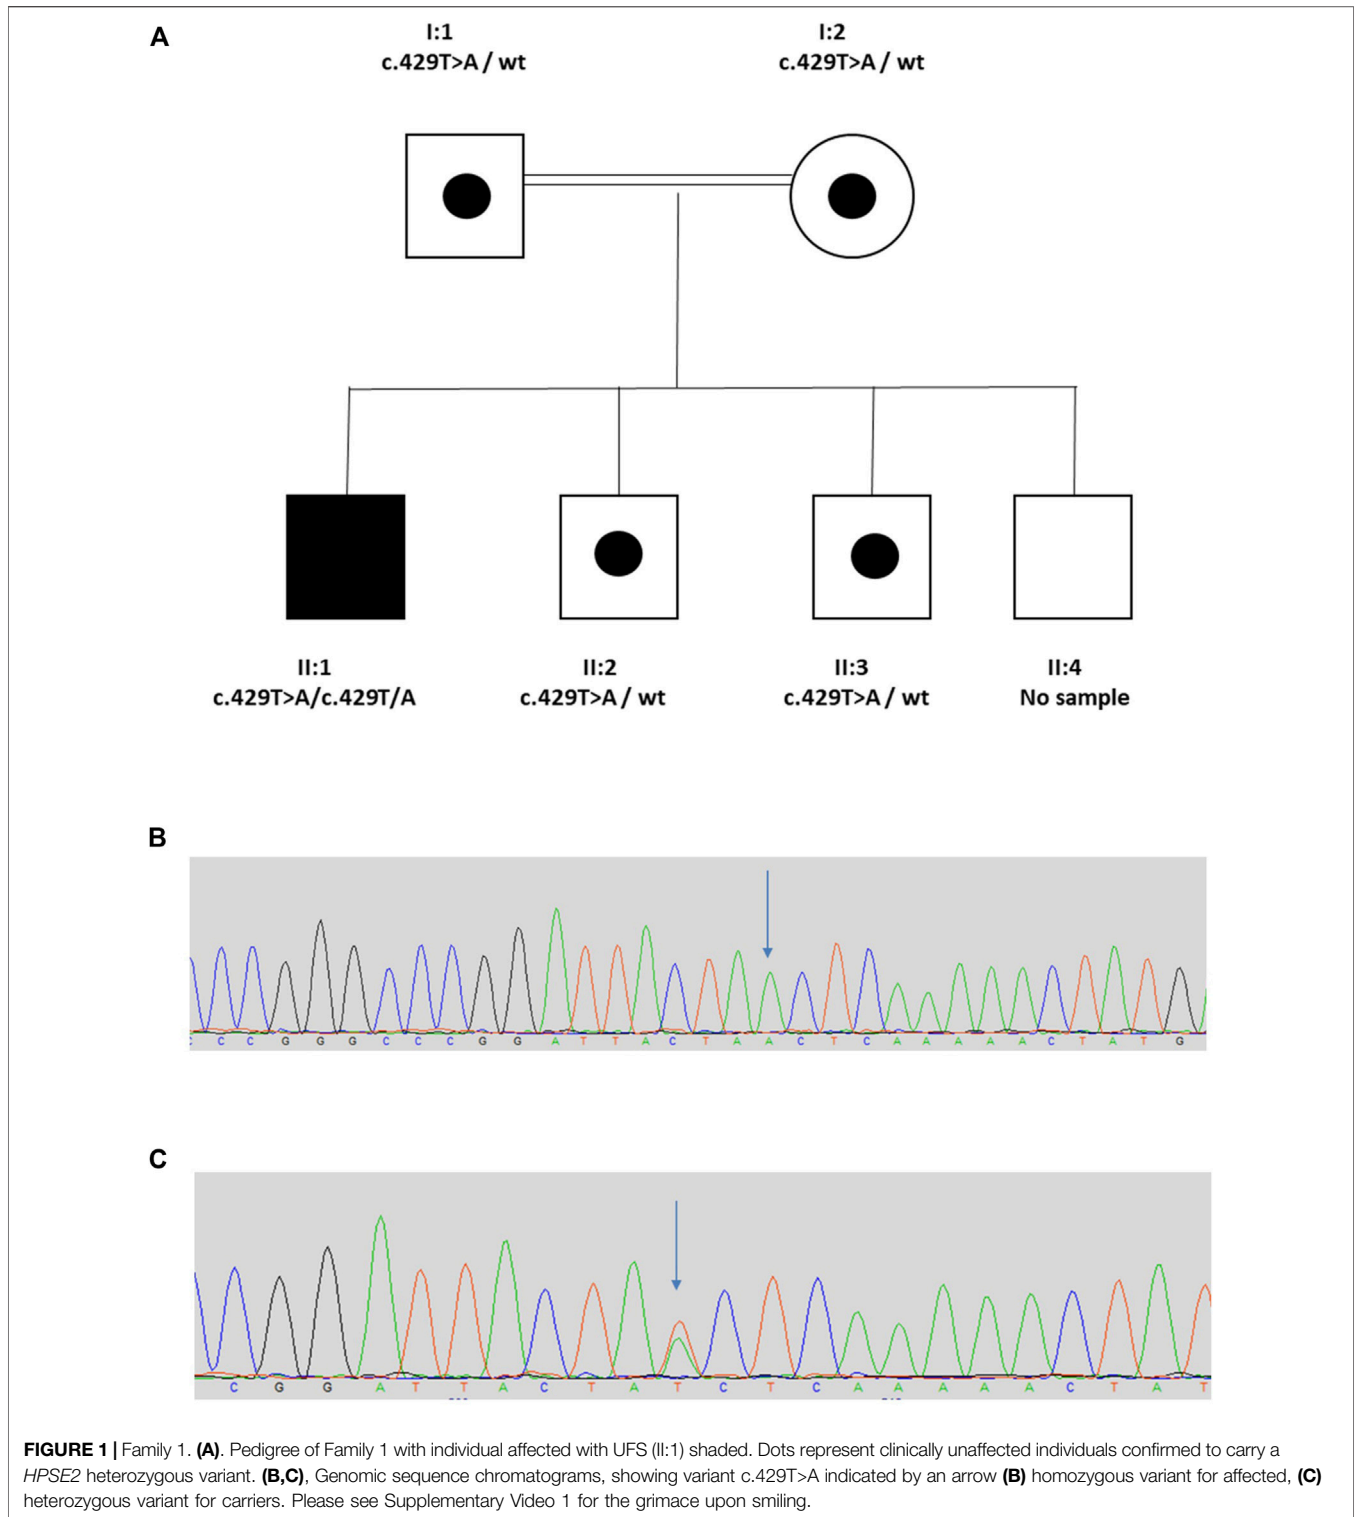 A
I:1
c.429T>A / wt
I:2
c.429T>A / wt
II:1
c.429T>A/c.429T/A
II:2
c.429T>A / wt
II:3
c.429T>A / wt
II:4
No sample
B
C C G G G C C C G G A T T A C T A A C T C A A A A A C T A T G
C
C G G A T T A C T A T C T C A A A A A C T A T
FIGURE 1 | Family 1. (A). Pedigree of Family 1 with individual affected with UFS (II:1) shaded. Dots represent clinically unaffected individuals confirmed to carry a
HPSE2 heterozygous variant. (B,C), Genomic sequence chromatograms, showing variant c.429T>A indicated by an arrow (B) homozygous variant for affected, (C)
heterozygous variant for carriers. Please see Supplementary Video 1 for the grimace upon smiling.